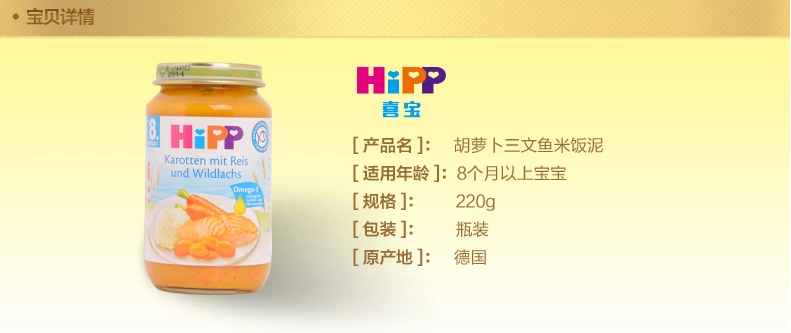 • 宝贝详情
2014
8.
HiPP
Karotten mit Reis
und Wildlachs
Omega-3
HiPP
喜宝
[ 产品名 ]： 胡萝卜三文鱼米饭泥
[ 适用年龄 ]： 8个月以上宝宝
[ 规格 ]： 220g
[ 包装 ]： 瓶装
[ 原产地 ]： 德国